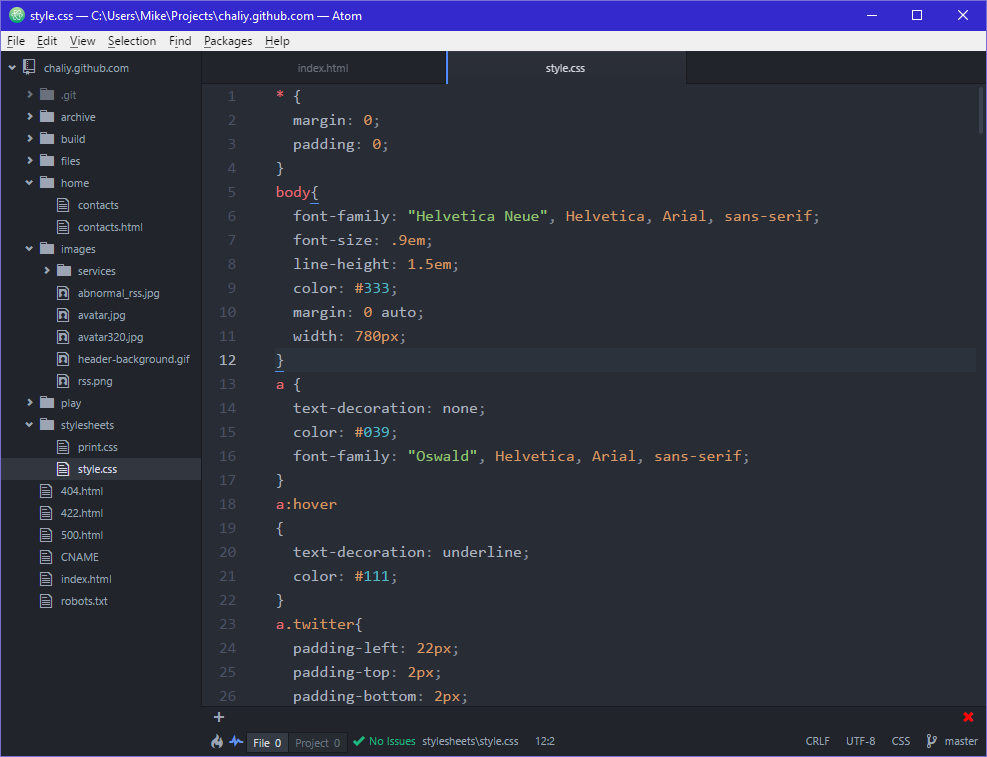 style.css — C:\Users\Mike\Projects\chaliy.github.com — Atom
File Edit View Selection Find Packages Help
chaliy.github.com
.git
archive
build
files
home
contacts
contacts.html
images
services
abnormal_rss.jpg
avatar.jpg
avatar320.jpg
header-background.gif
rss.png
play
stylesheets
print.css
style.css
404.html
422.html
500.html
CNAME
index.html
robots.txt
index.html style.css
1 * {
2 margin: 0;
3 padding: 0;
4 }
5 body{
6 font-family: "Helvetica Neue", Helvetica, Arial, sans-serif;
7 font-size: .9em;
8 line-height: 1.5em;
9 color: #333;
10 margin: 0 auto;
11 width: 780px;
12 }
13 a {
14 text-decoration: none;
15 color: #039;
16 font-family: "Oswald", Helvetica, Arial, sans-serif;
17 }
18 a:hover
19 {
20 text-decoration: underline;
21 color: #111;
22 }
23 a.twitter{
24 padding-left: 22px;
25 padding-top: 2px;
26 padding-bottom: 2px;
File 0 Project 0 No Issues stylesheets\style.css 12:2 CRLF UTF-8 CSS master